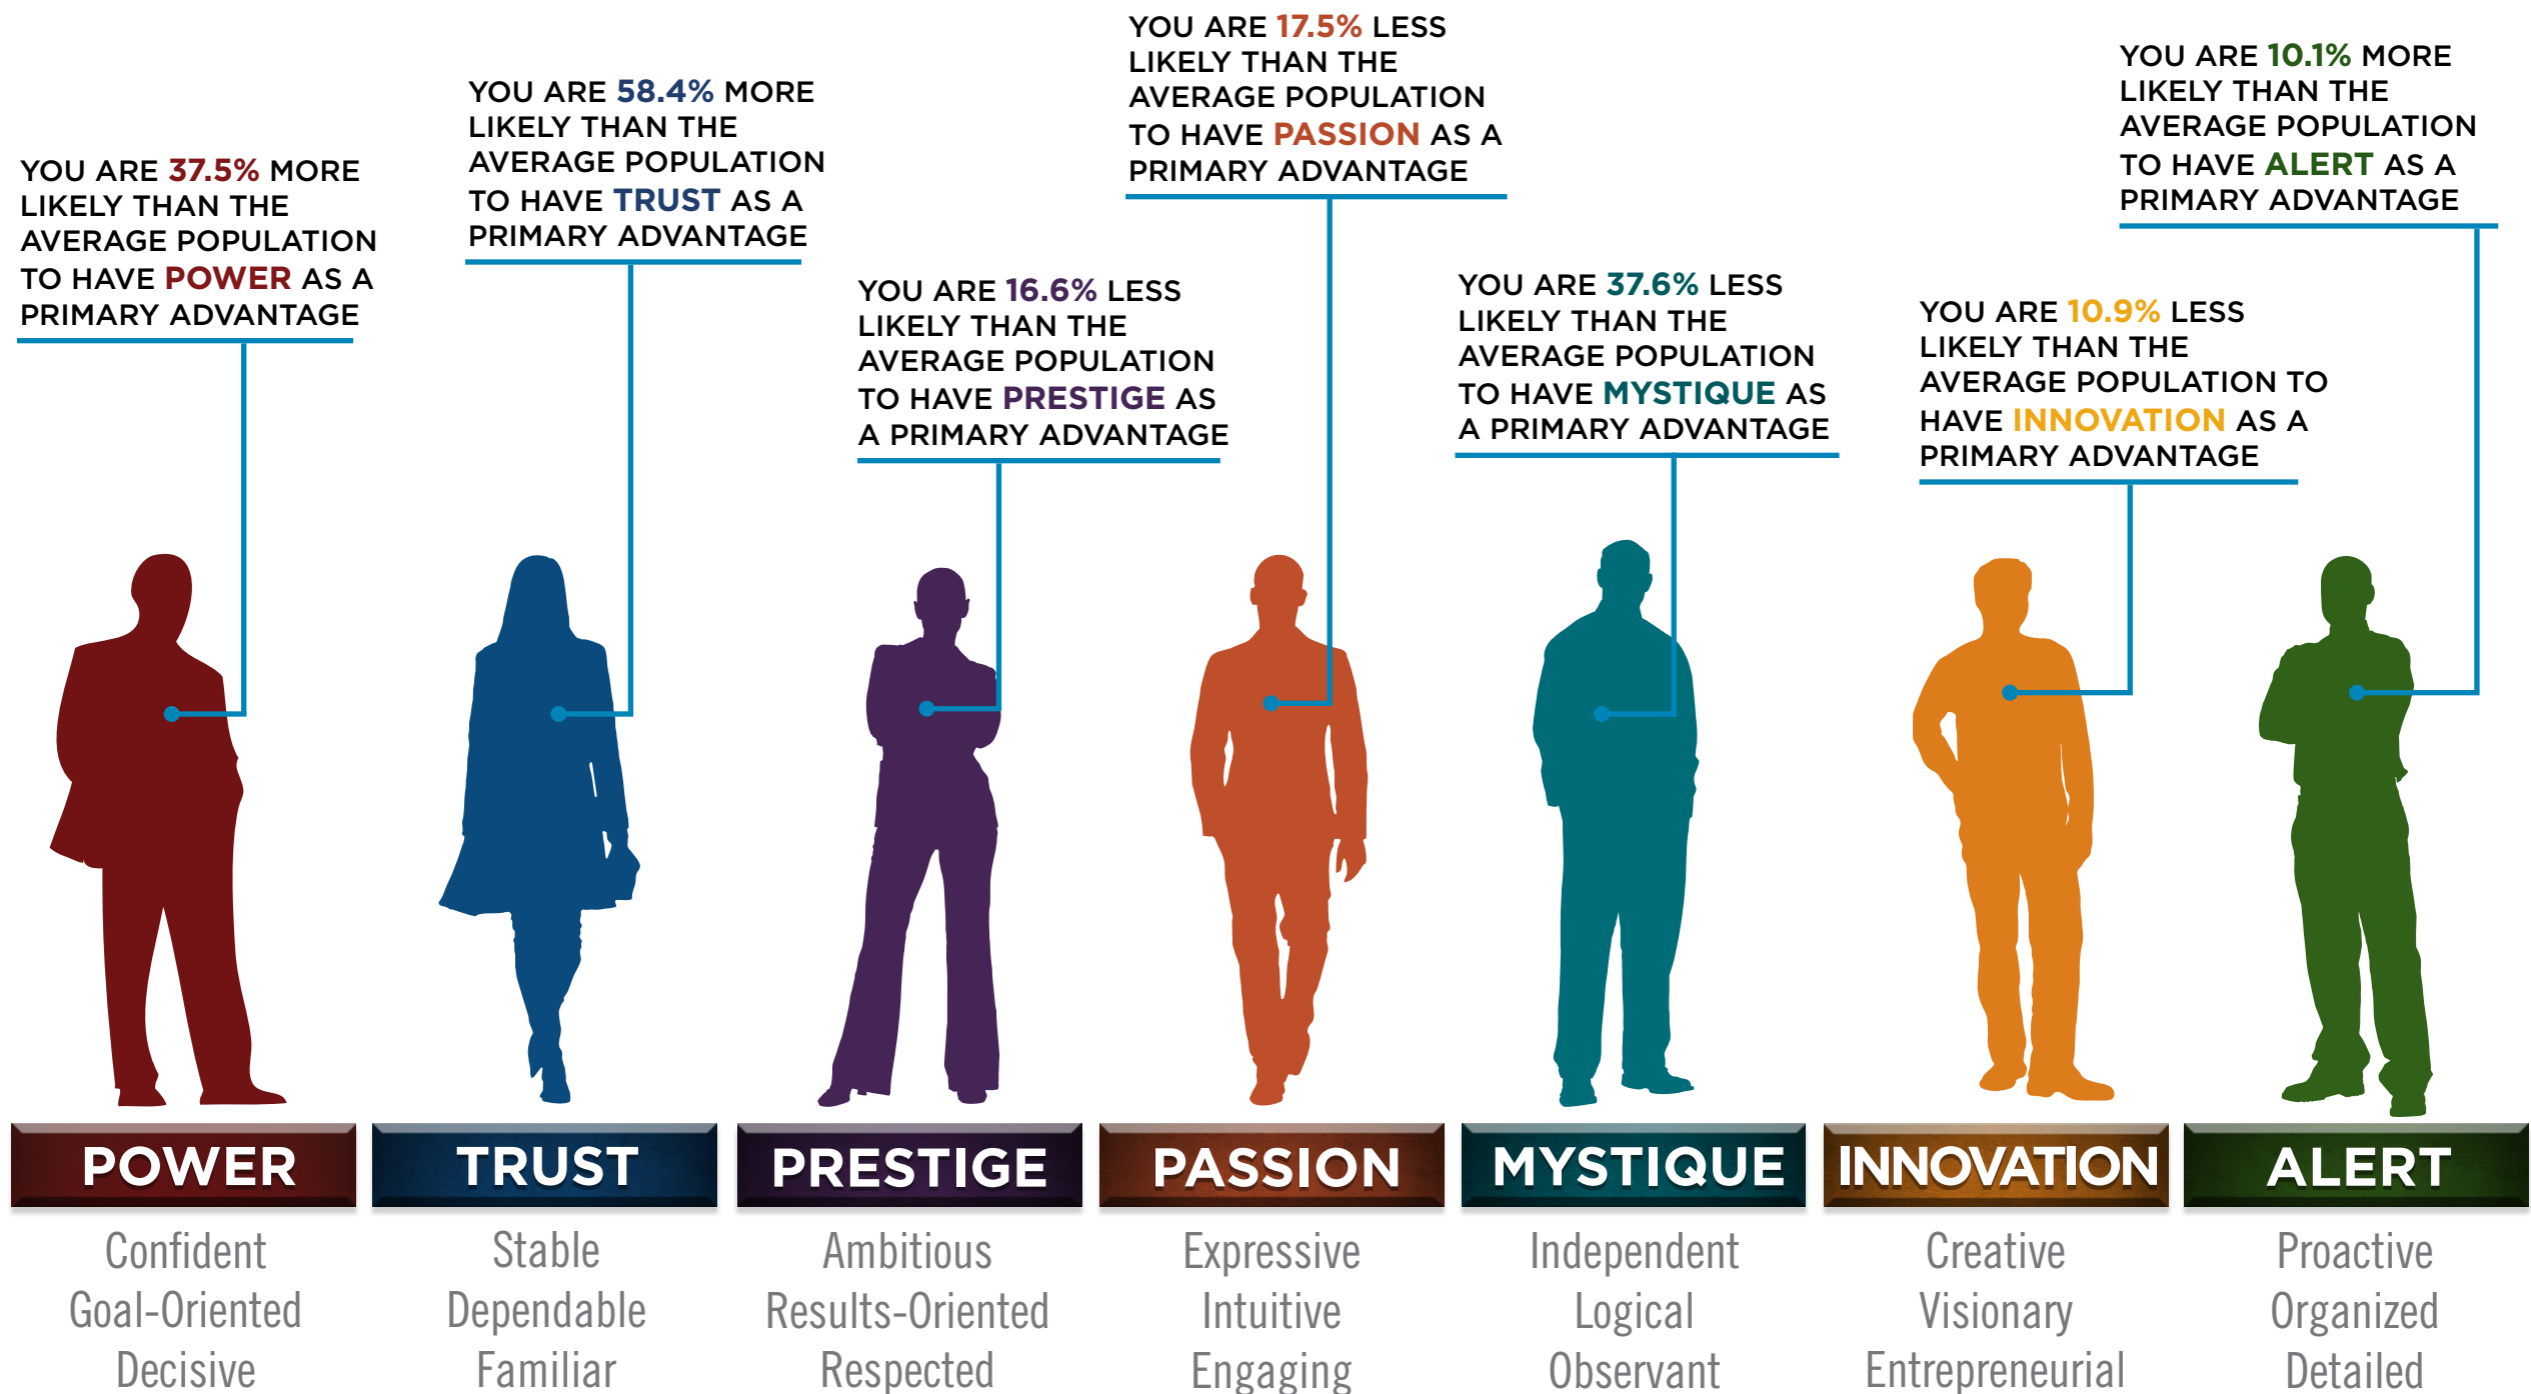 YOU ARE 37.5% MORE
LIKELY THAN THE
AVERAGE POPULATION
TO HAVE POWER AS A
PRIMARY ADVANTAGE
YOU ARE 58.4% MORE
LIKELY THAN THE
AVERAGE POPULATION
TO HAVE TRUST AS A
PRIMARY ADVANTAGE
YOU ARE 16.6% LESS
LIKELY THAN THE
AVERAGE POPULATION
TO HAVE PRESTIGE AS
A PRIMARY ADVANTAGE
YOU ARE 17.5% LESS
LIKELY THAN THE
AVERAGE POPULATION
TO HAVE PASSION AS A
PRIMARY ADVANTAGE
YOU ARE 37.6% LESS
LIKELY THAN THE
AVERAGE POPULATION
TO HAVE MYSTIQUE AS
A PRIMARY ADVANTAGE
YOU ARE 10.9% LESS
LIKELY THAN THE
AVERAGE POPULATION TO
HAVE INNOVATION AS A
PRIMARY ADVANTAGE
YOU ARE 10.1% MORE
LIKELY THAN THE
AVERAGE POPULATION
TO HAVE ALERT AS A
PRIMARY ADVANTAGE
POWER
Confident
Goal-Oriented
Decisive
TRUST
Stable
Dependable
Familiar
PRESTIGE
Ambitious
Results-Oriented
Respected
PASSION
Expressive
Intuitive
Engaging
MYSTIQUE
Independent
Logical
Observant
INNOVATION
Creative
Visionary
Entrepreneurial
ALERT
Proactive
Organized
Detailed